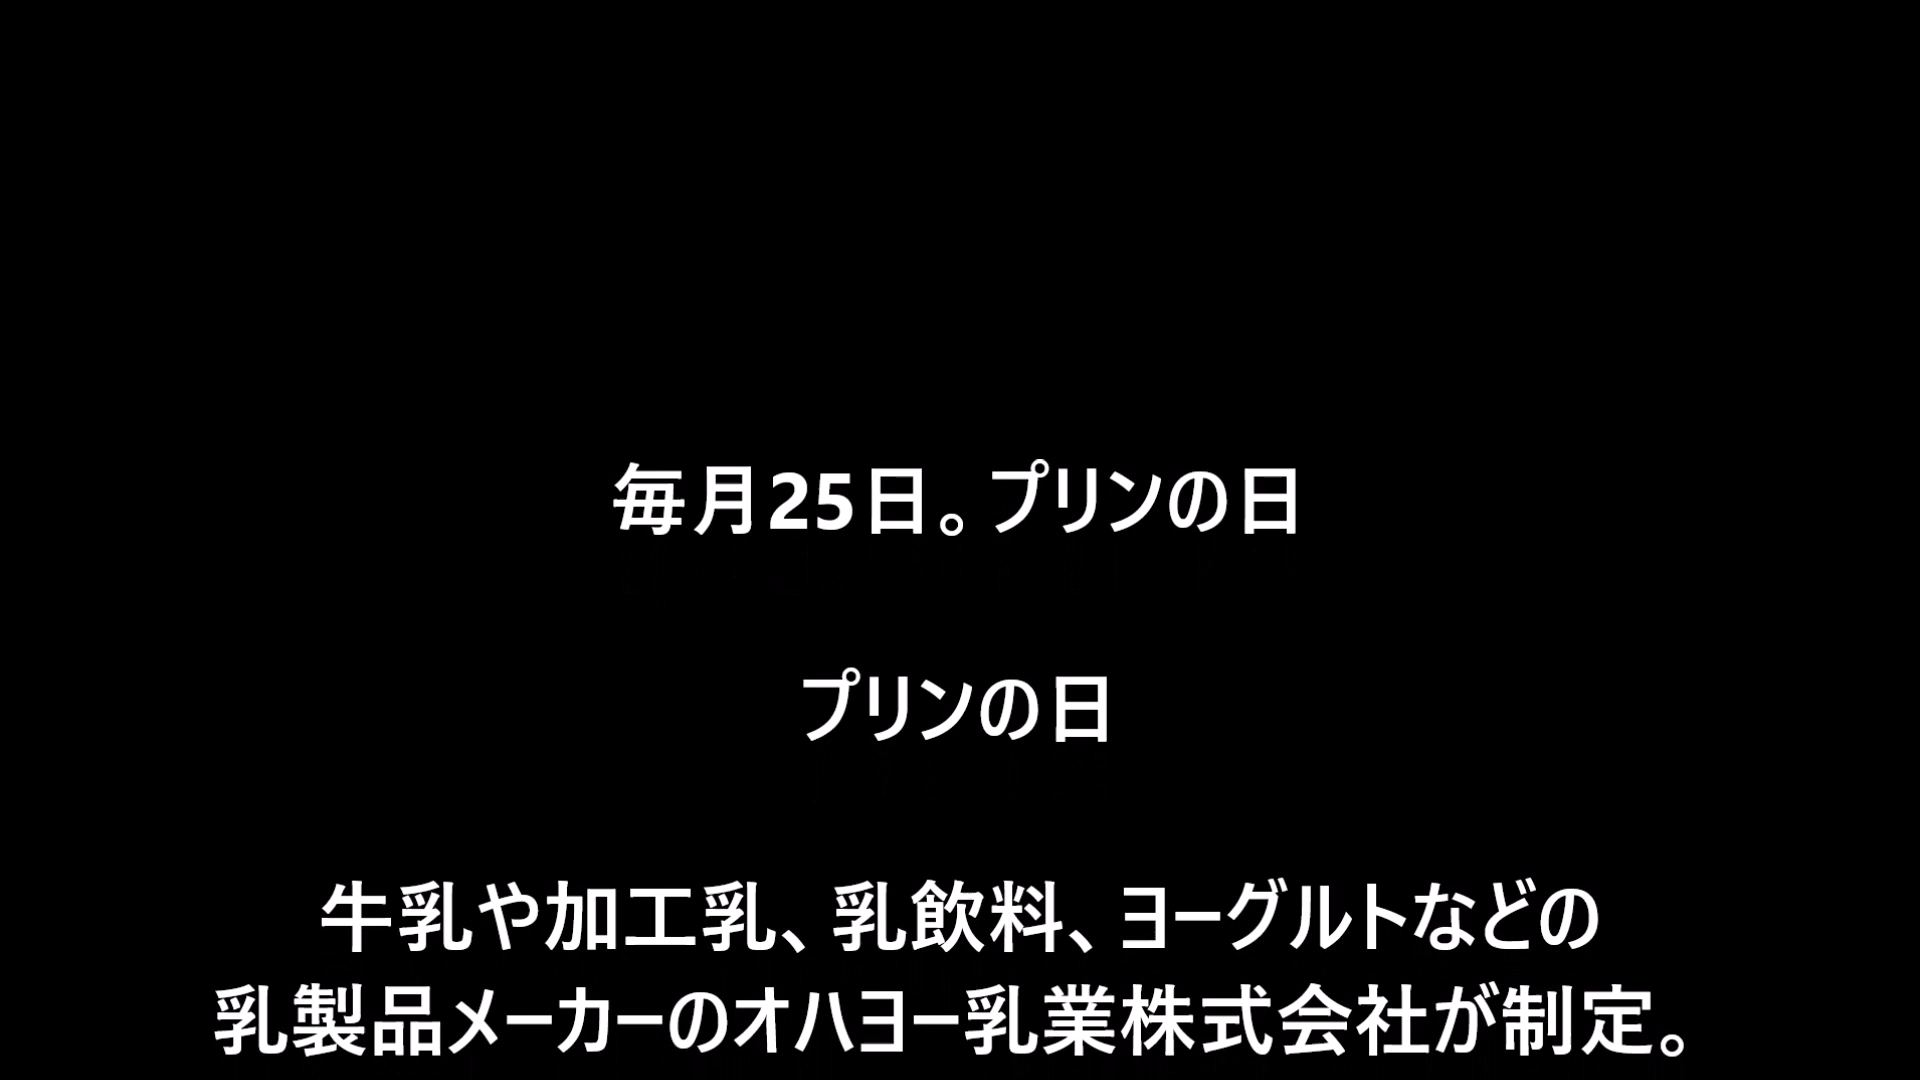 毎月25日。プリンの日
プリンの日
牛乳や加工乳、乳飲料、ヨーグルトなどの
乳製品メーカーのオハヨー乳業株式会社が制定。